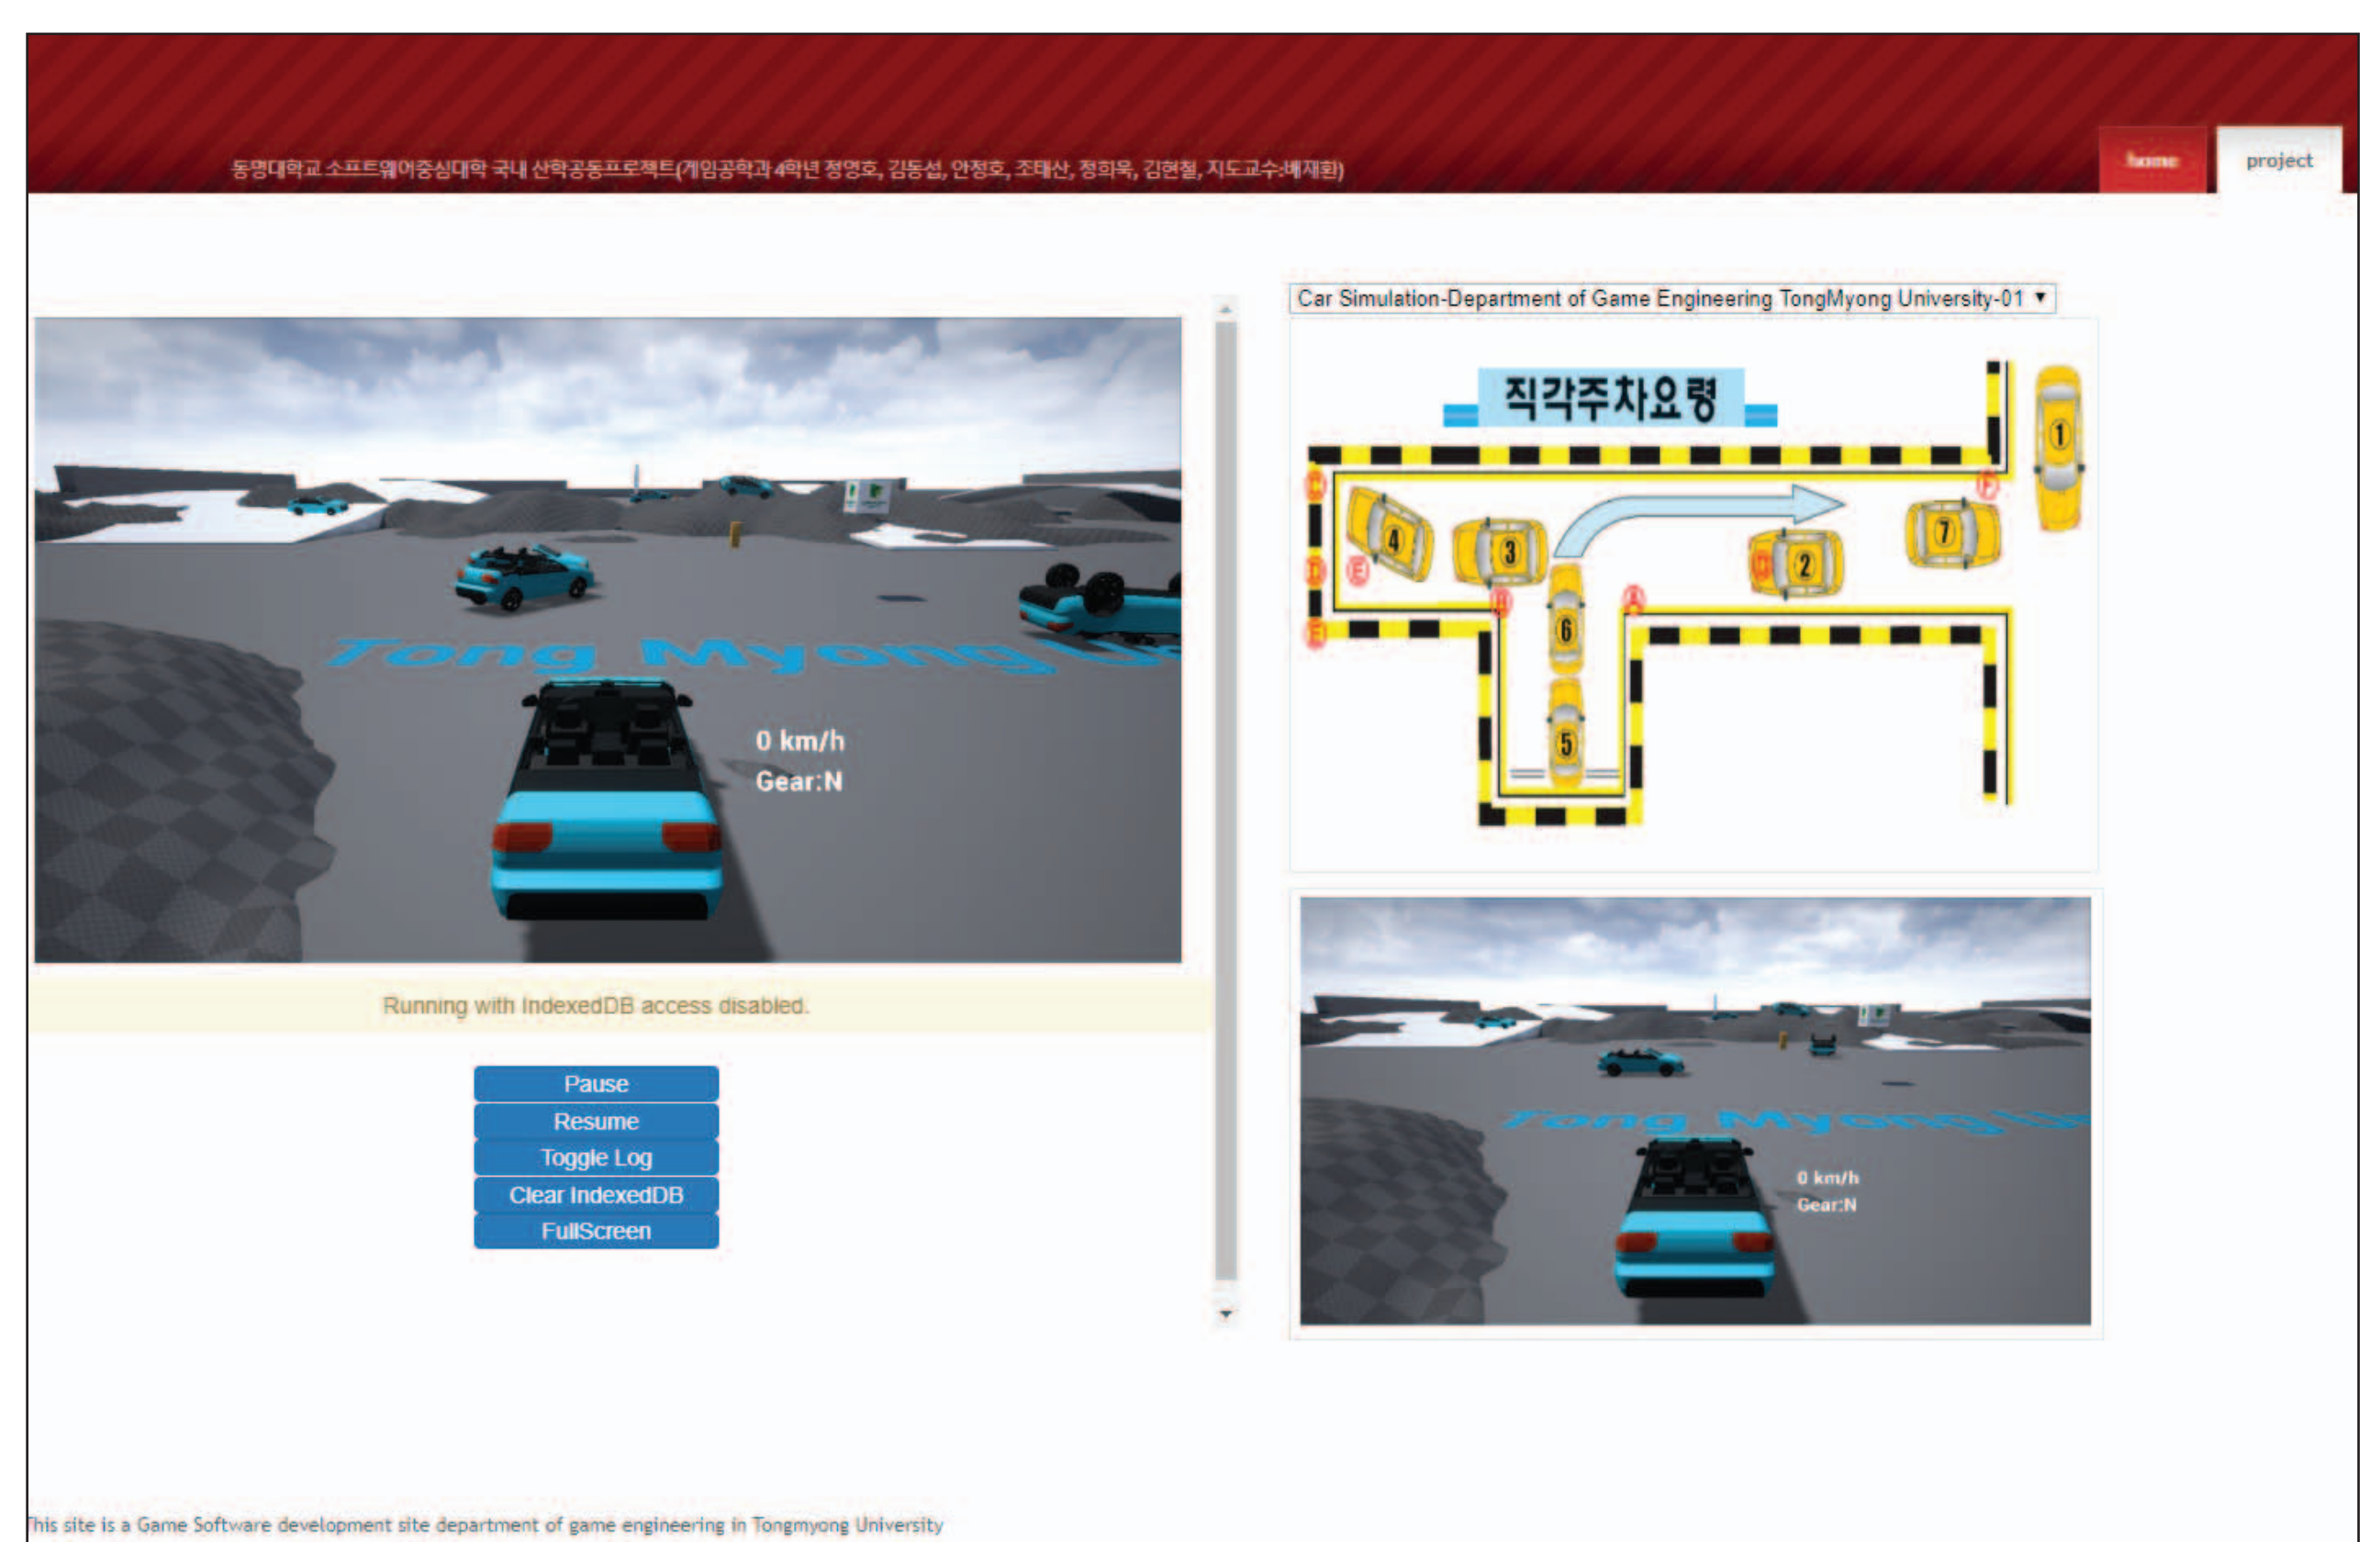 동명대학교 소프트웨어중심대학 국내 산학공동프로젝트(게임공학과 4학년 정영호, 김동섭, 안정호, 조태산, 정희욱, 김현철, 지도교수:배재환)
home
project
Car Simulation-Department of Game Engineering TongMyong University-01
직각주차요령
1
F
4
3
2
7
E
B
A
6
5
Tong Myong Un
0 km/h
Gear:N
Running with IndexedDB access disabled.
Pause
Resume
Toggle Log
Clear IndexedDB
FullScreen
Tong Myong Un
0 km/h
Gear:N
This site is a Game Software development site department of game engineering in Tongmyong University